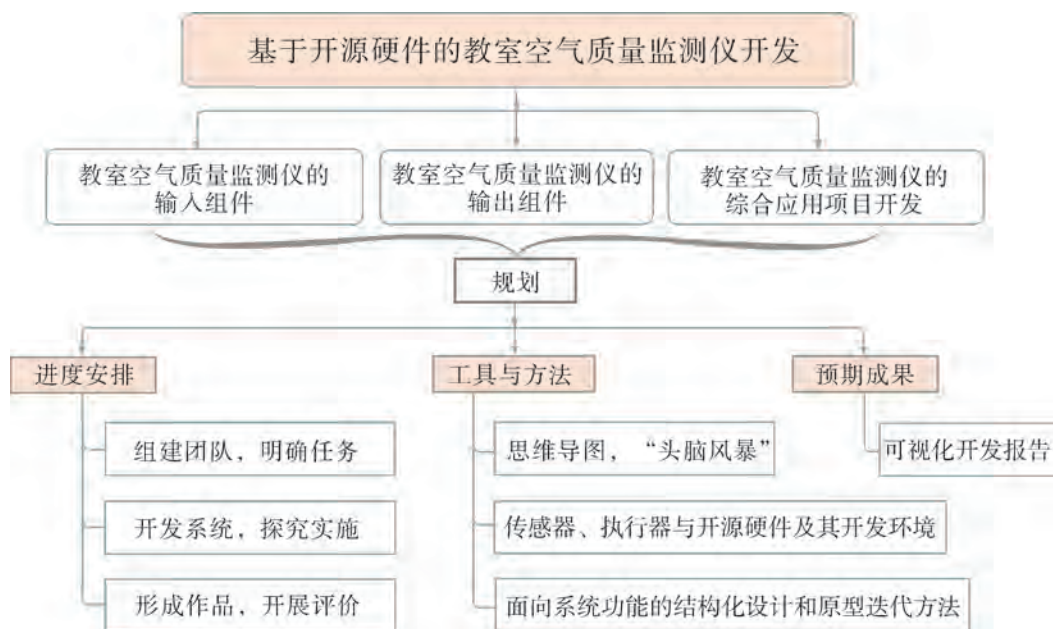 基于开源硬件的教室空气质量监测仪开发
教室空气质量监测仪的
输入组件
教室空气质量监测仪的
输出组件
教室空气质量监测仪的
综合应用项目开发
规划
进度安排
组建团队，明确任务
开发系统，探究实施
形成作品，开展评价
工具与方法
思维导图，“头脑风暴”
传感器、执行器与开源硬件及其开发环境
面向系统功能的结构化设计和原型迭代方法
预期成果
可视化开发报告